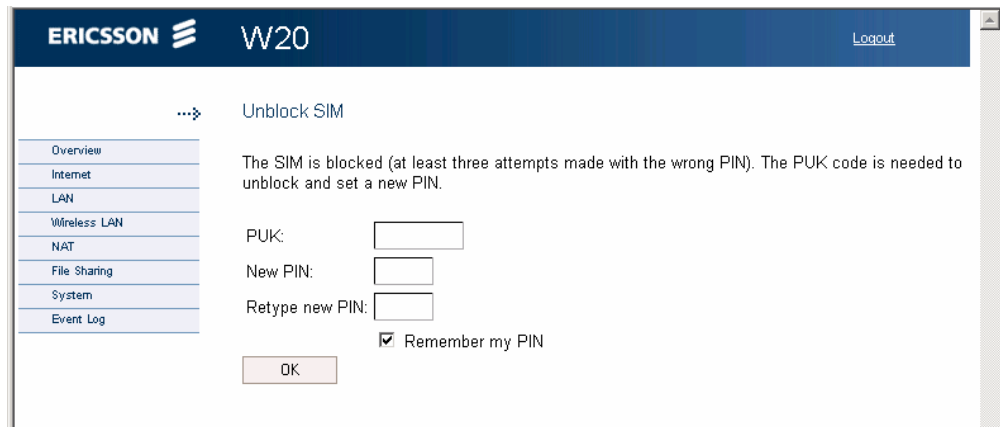 ERICSSON W20 Logout
Unblock SIM
Overview
Internet
LAN
Wireless LAN
NAT
File Sharing
System
Event Log
The SIM is blocked (at least three attempts made with the wrong PIN). The PUK code is needed to
unblock and set a new PIN.
PUK:
New PIN:
Retype new PIN:
Remember my PIN
OK